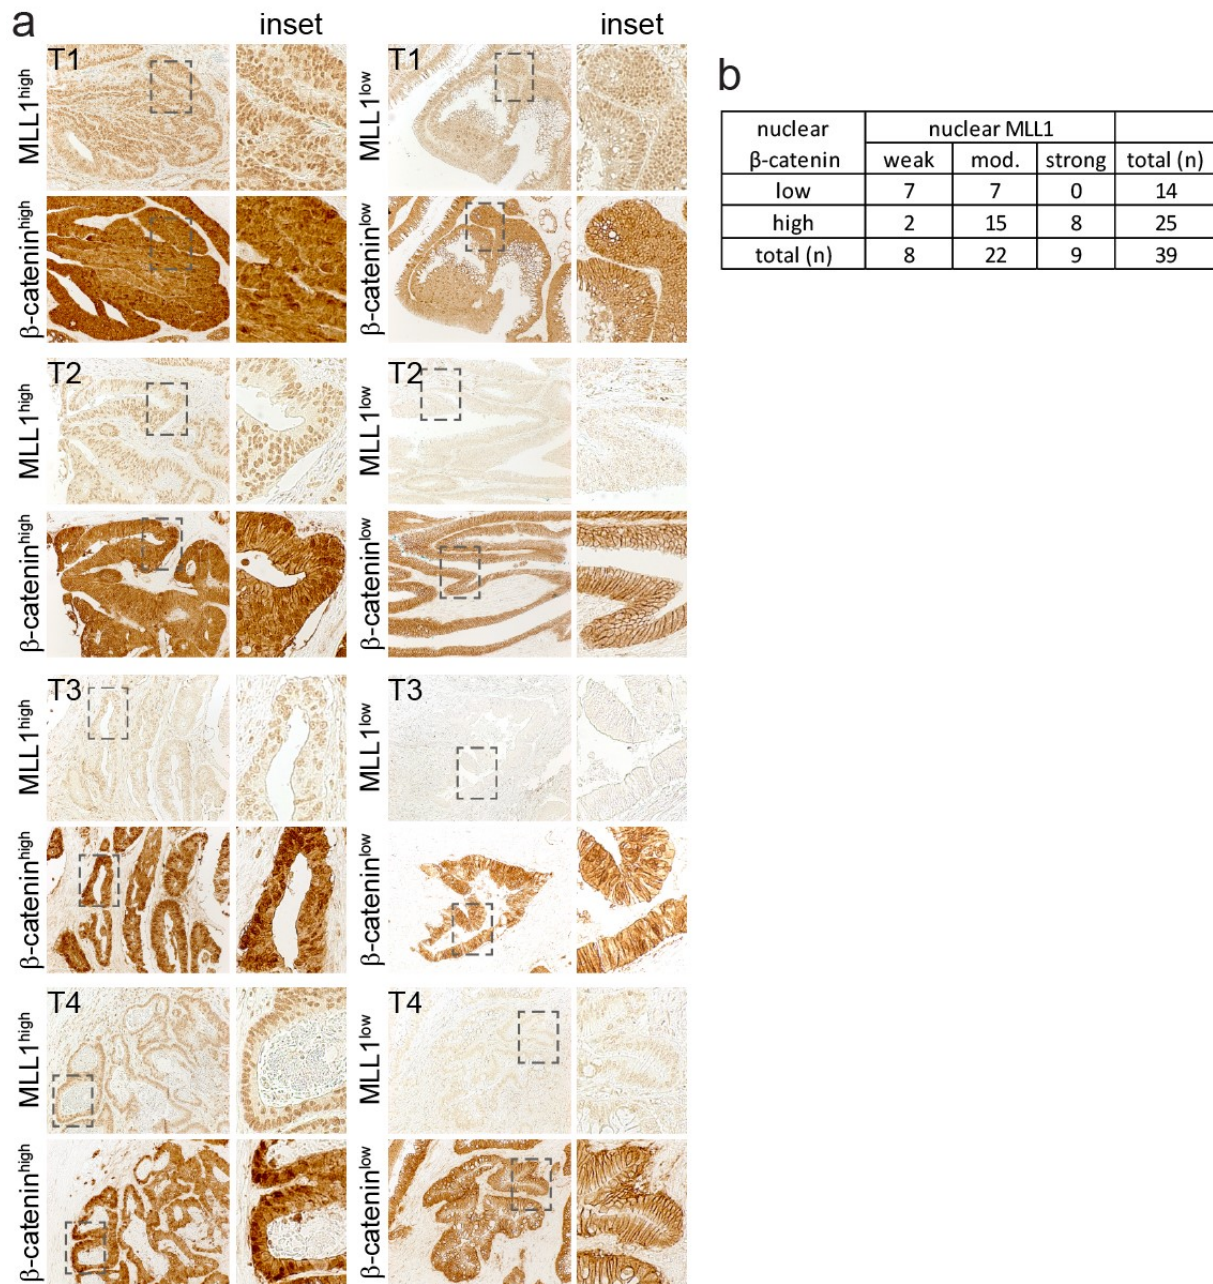 a
inset inset
T1 T1
MLL1high MLL1low
β-cateninhigh β-cateninlow
T2 T2
MLL1high MLL1low
β-cateninhigh β-cateninlow
T3 T3
MLL1high MLL1low
β-cateninhigh β-cateninlow
T4 T4
MLL1high MLL1low
β-cateninhigh β-cateninlow
b
nuclear nuclear MLL1
β-catenin weak mod. strong total (n)
low 7 7 0 14
high 2 15 8 25
total (n) 8 22 9 39